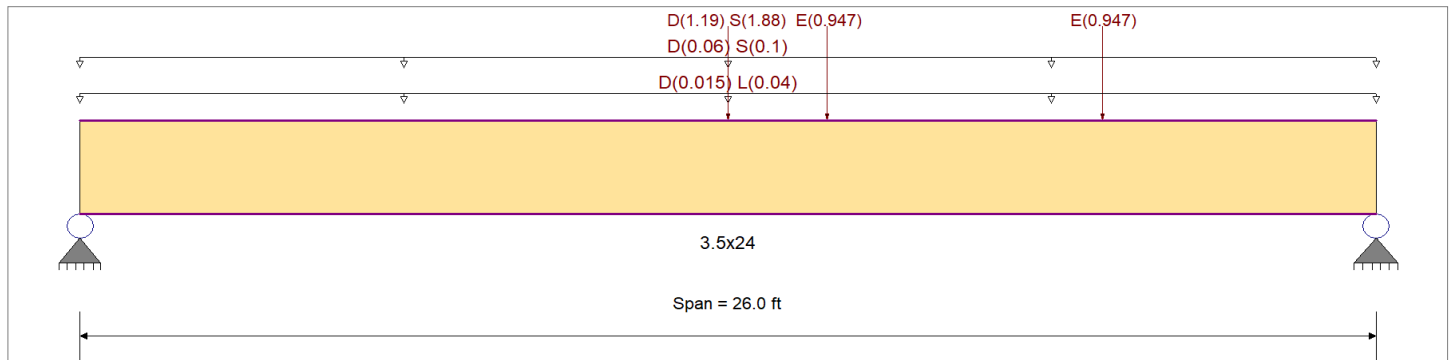 D(1.19) S(1.88) E(0.947) E(0.947)
D(0.06) S(0.1)
D(0.015) L(0.04)
3.5x24
Span = 26.0 ft